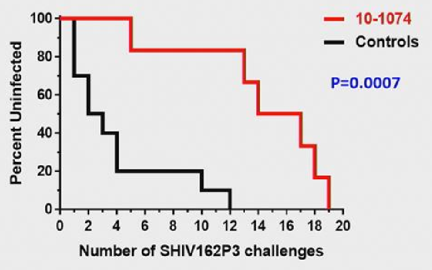 10-1074
Controls
P=0.0007
Percent Uninfected
100
80
60
40
20
0
0 2 4 6 8 10 12 14 16 18 20
Number of SHIV162P3 challenges